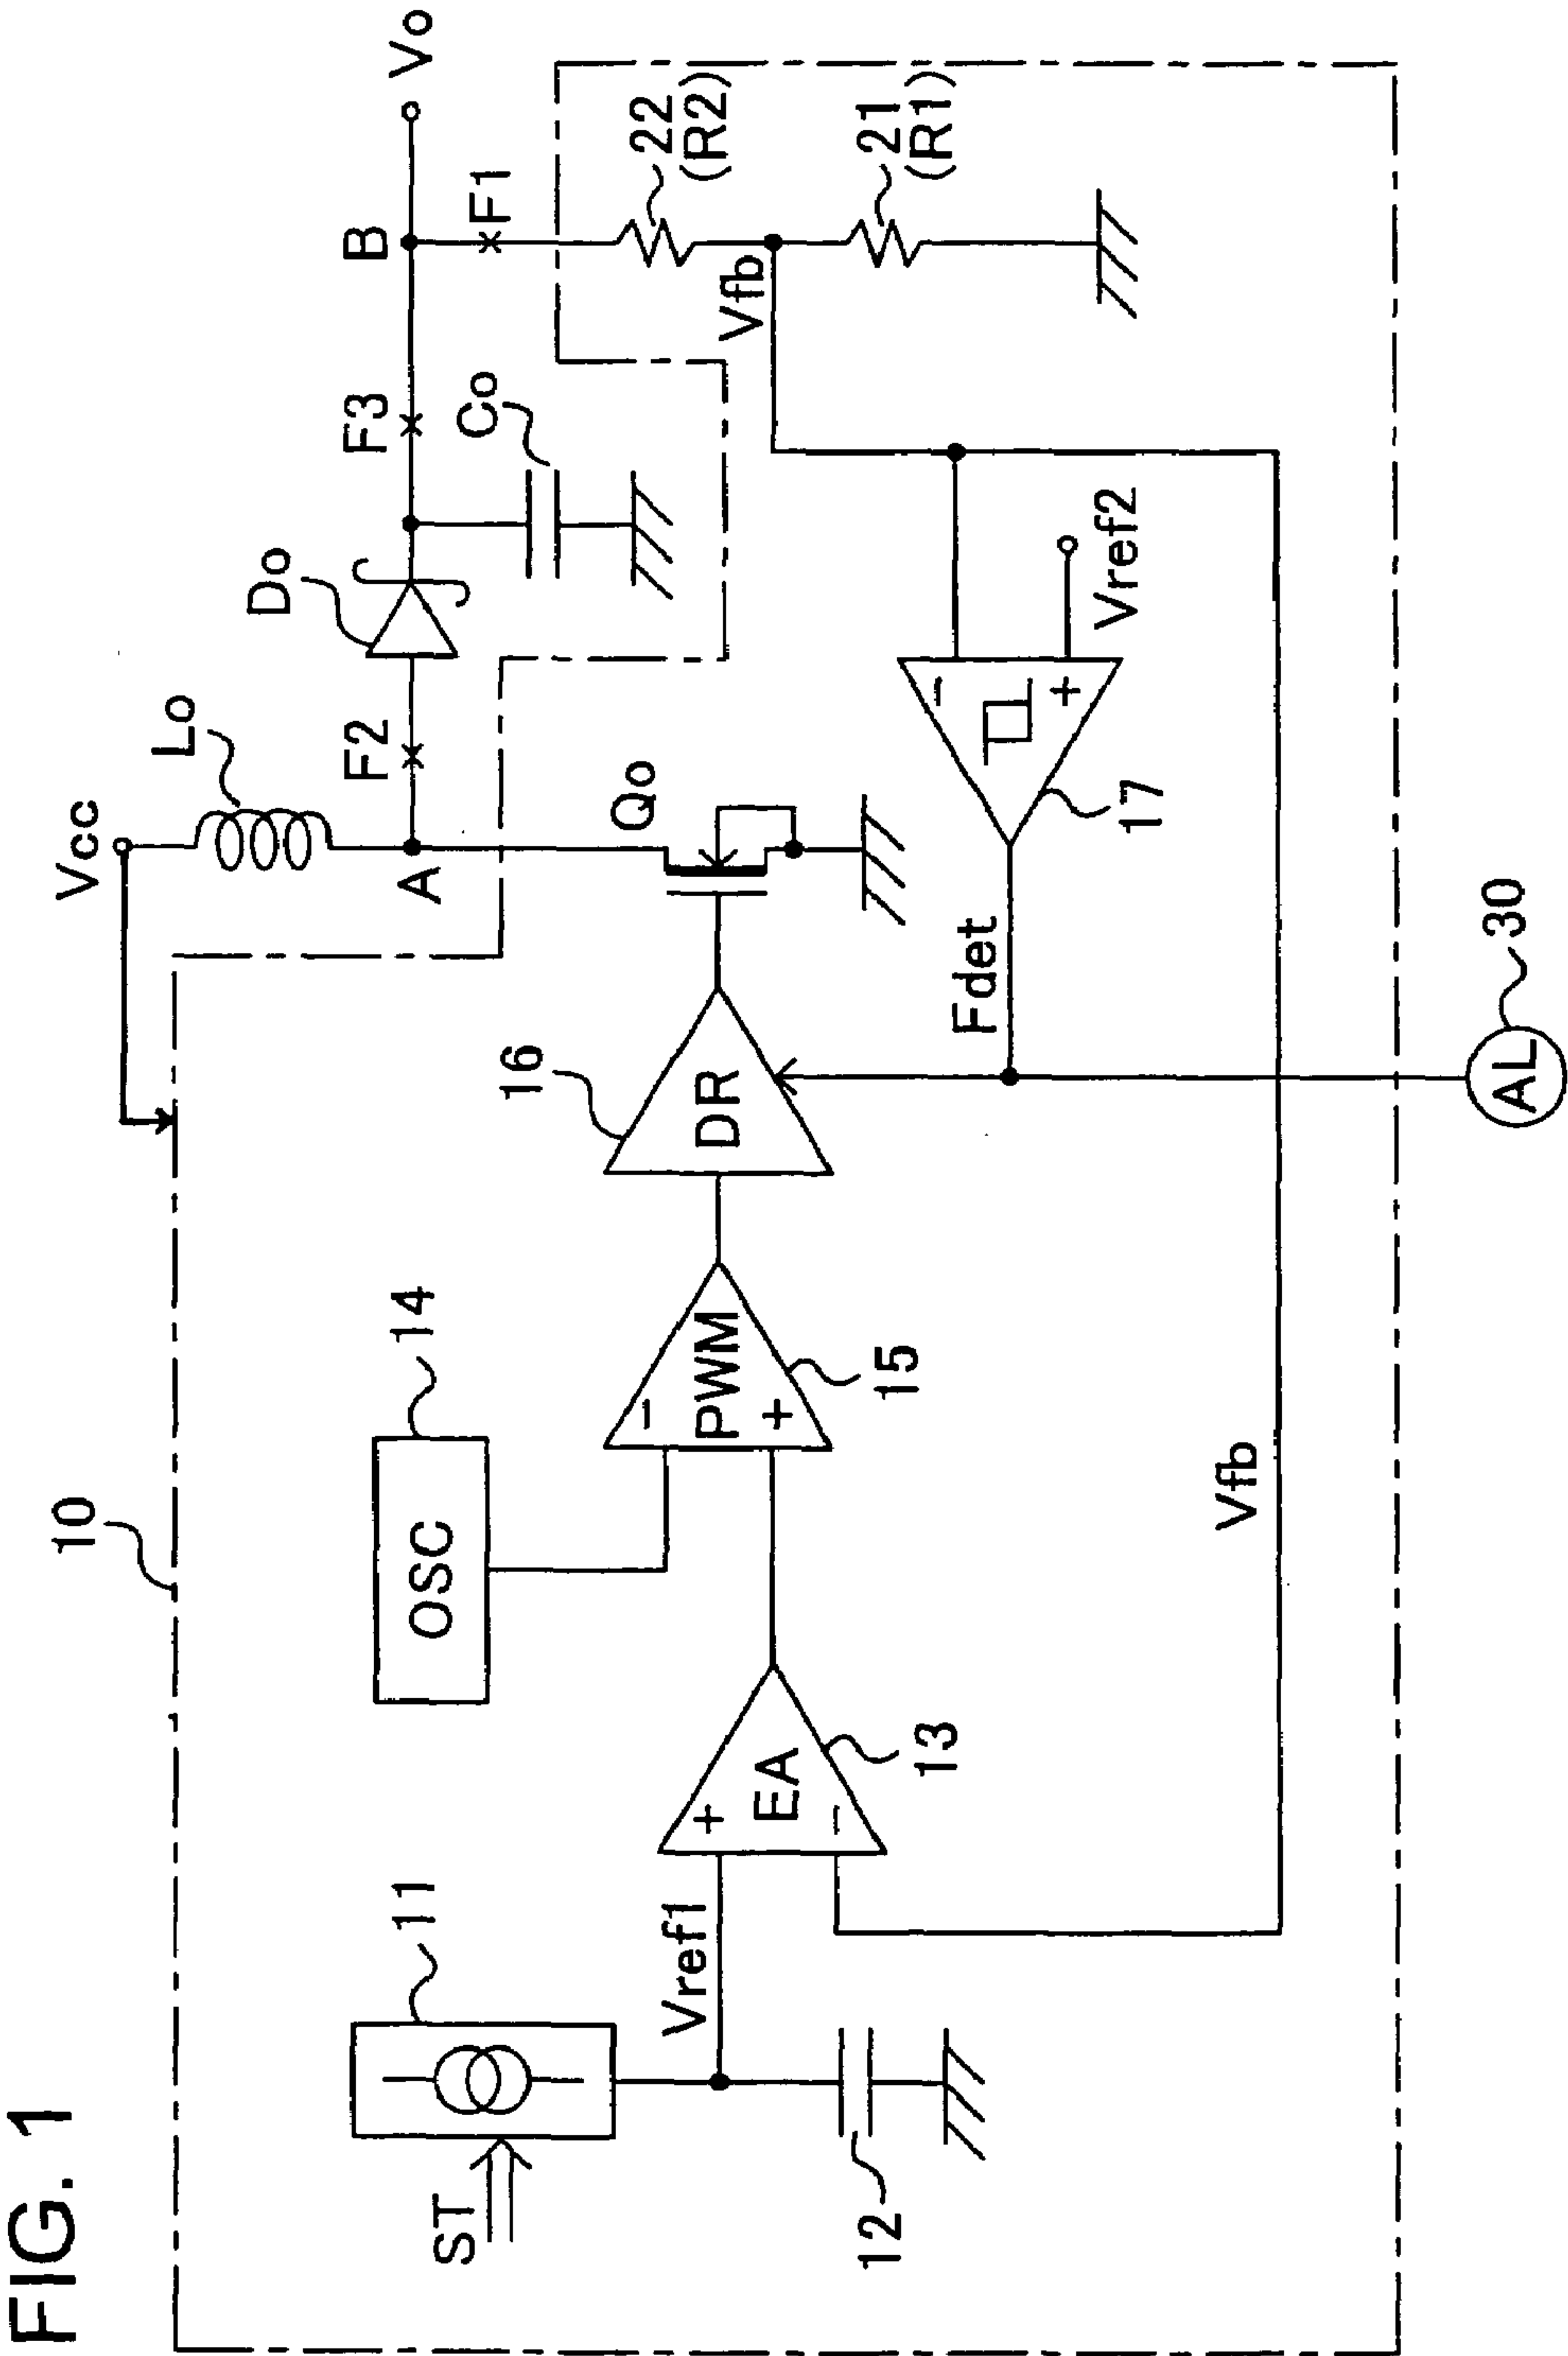 FIG. 1
10
Vcc
Lo
A
F2
Do
F3
Co
B
F1
Vo
22
(R2)
21
(R1)
Vfb
ST
11
12
Vref1
+
EA
−
13
OSC
14
−
PWM
+
15
16
DR
Qo
Fdet
−
+
17
Vref2
Vfb
AL
30